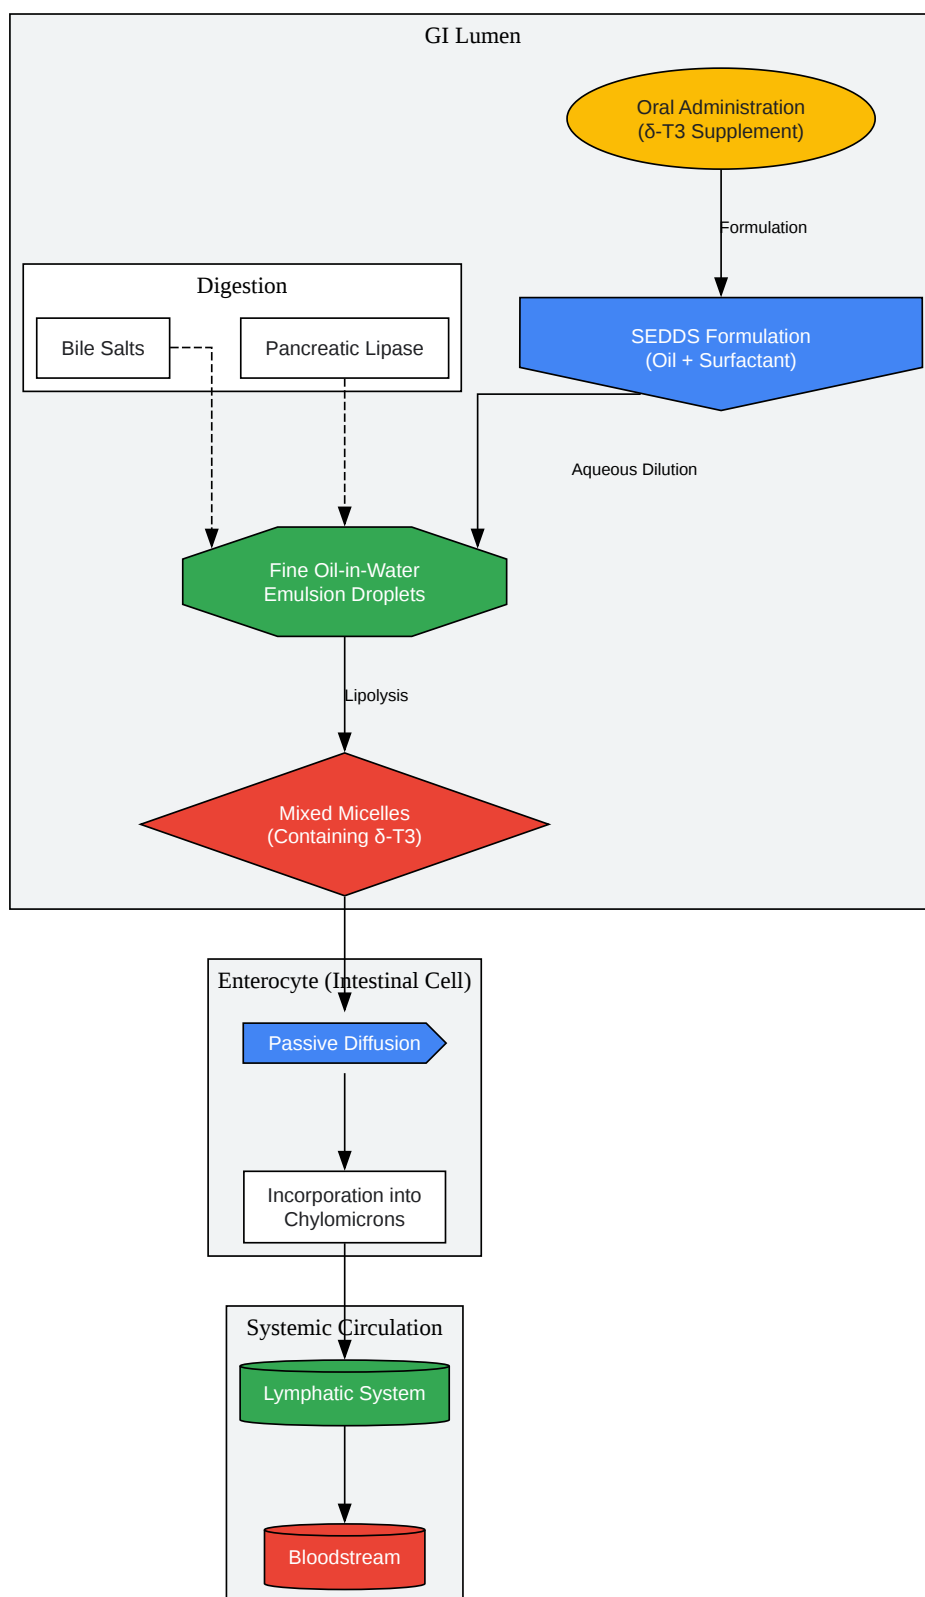 GI Lumen
Oral Administration
(δ-T3 Supplement)
Formulation
Digestion
Bile Salts
Pancreatic Lipase
SEDDS Formulation
(Oil + Surfactant)
Aqueous Dilution
Fine Oil-in-Water
Emulsion Droplets
Lipolysis
Mixed Micelles
(Containing δ-T3)
Enterocyte (Intestinal Cell)
Passive Diffusion
Incorporation into
Chylomicrons
Systemic Circulation
Lymphatic System
Bloodstream